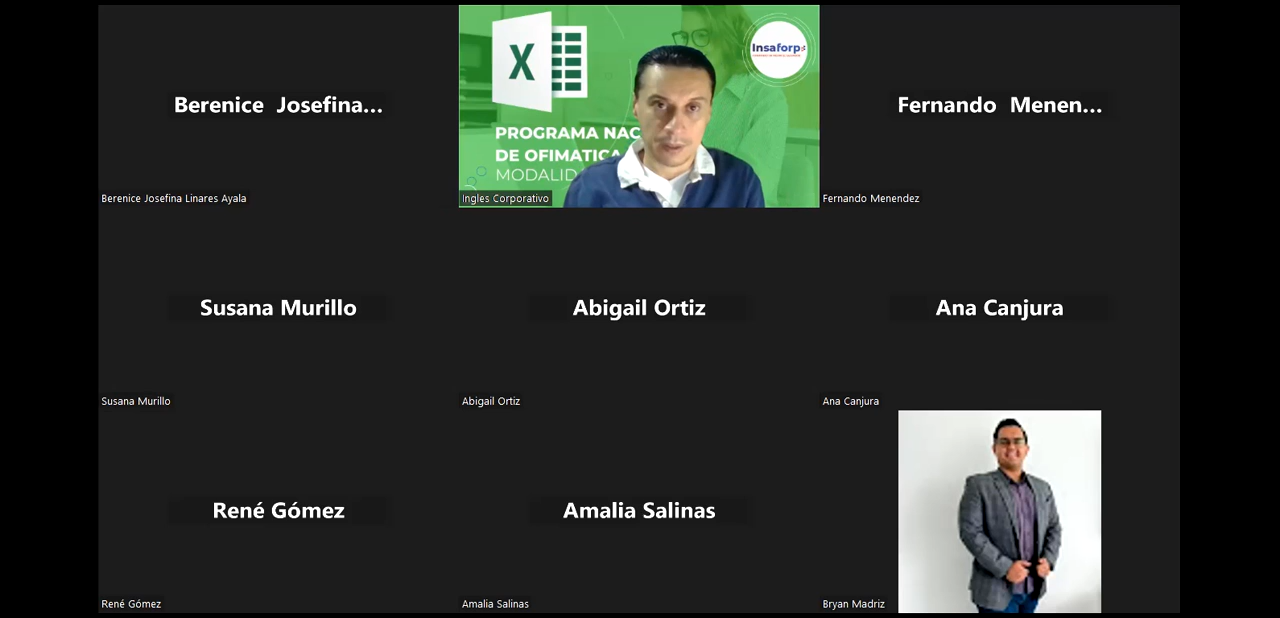 Berenice Josefina...
Berenice Josefina Linares Ayala
X
Insaforp
PROGRAMA NAC
DE OFIMATICA
MODALID
Ingles Corporativo
Fernando Menen...
Fernando Menendez
Susana Murillo
Susana Murillo
Abigail Ortiz
Abigail Ortiz
Ana Canjura
Ana Canjura
René Gómez
René Gómez
Amalia Salinas
Amalia Salinas
Bryan Madriz